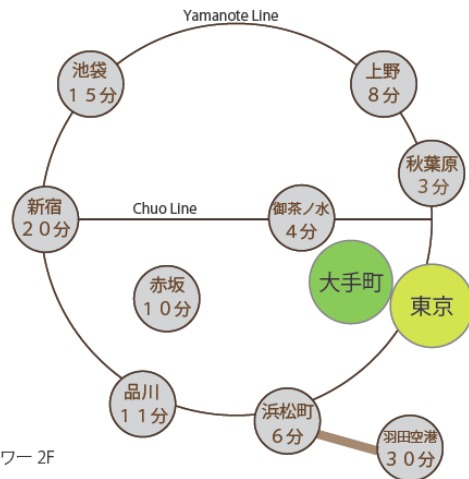 Yamanote Line
池袋
１５分
上野
８分
秋葉原
３分
新宿
２０分
Chuo Line
御茶ノ水
４分
大手町
東京
赤坂
１０分
品川
１１分
浜松町
６分
羽田空港
３０分
ワー 2F